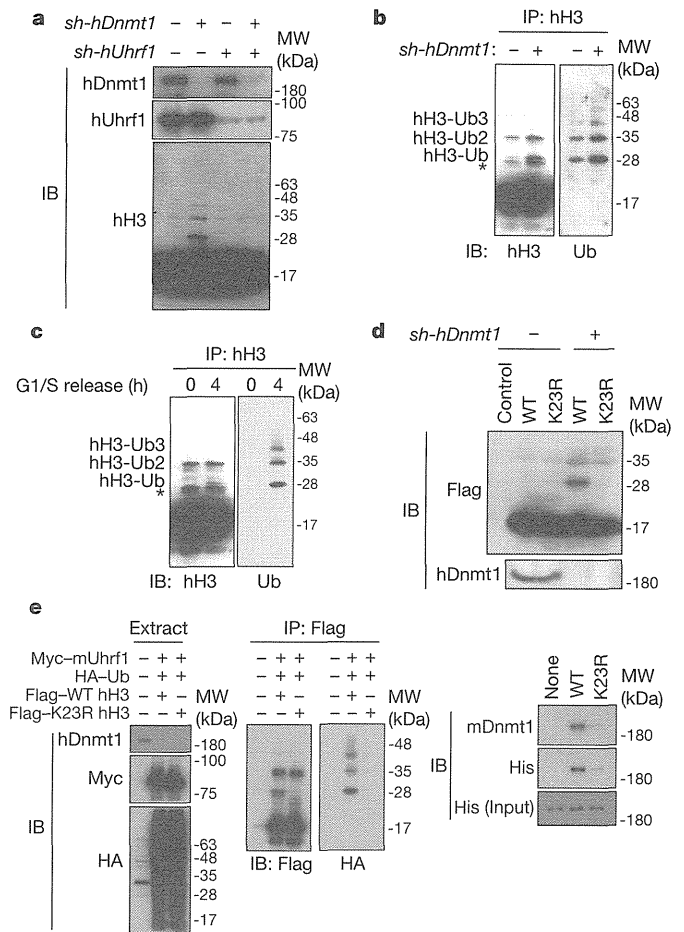 a
sh-hDnmt1 – + – +
sh-hUhrf1 – – + +
MW
(kDa)
hDnmt1
-180
hUhrf1
-100
-75
IB
hH3
-63
-48
-35
-28
-17
b
IP: hH3
sh-hDnmt1: – + – +
MW
(kDa)
hH3-Ub3
hH3-Ub2
hH3-Ub
*
-63
-48
-35
-28
-17
IB: hH3 Ub
c
IP: hH3
G1/S release (h) 0 4 0 4
MW
(kDa)
hH3-Ub3
hH3-Ub2
hH3-Ub
*
-63
-48
-35
-28
-17
IB: hH3 Ub
d
sh-hDnmt1 – +
Control WT K23R WT K23R
MW
(kDa)
IB
Flag
-35
-28
-17
hDnmt1
-180
e
Extract
Myc–mUhrf1 – + +
HA–Ub – + +
Flag–WT hH3 – + –
Flag–K23R hH3 – – +
MW
(kDa)
IB
hDnmt1
-180
Myc
-100
-75
HA
-63
-48
-35
-28
-17
IP: Flag
– + + – + +
– + + – + +
– + – – + –
– – + – – +
MW
(kDa)
-48
-35
-28
-17
IB: Flag HA
None WT K23R
MW
(kDa)
IB
mDnmt1
-180
His
-180
His (Input)
-180